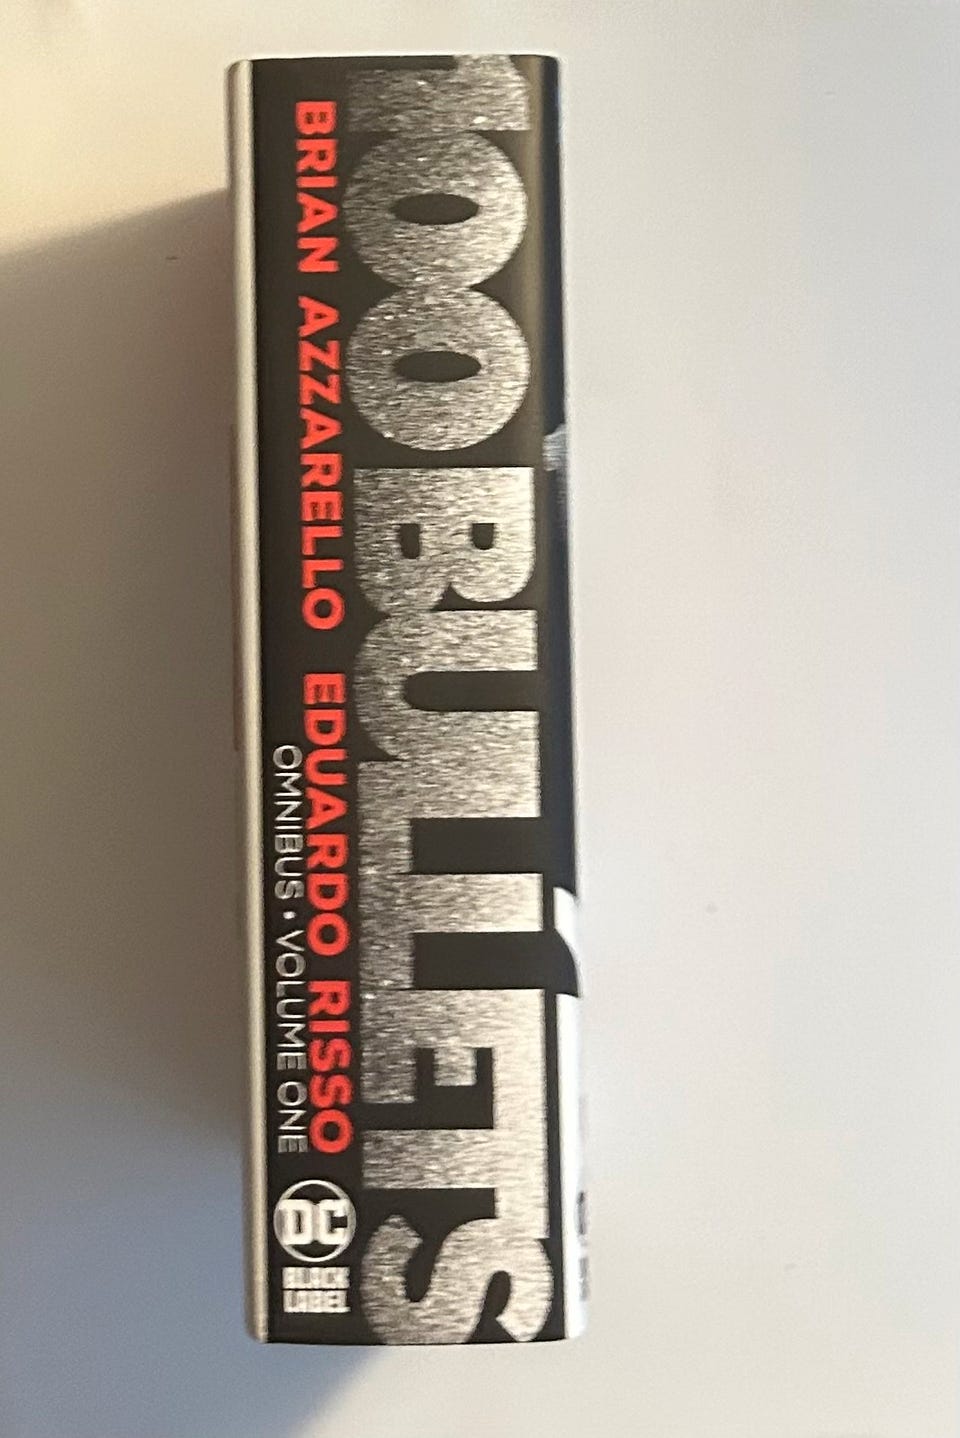 100 BULLETS
BRIAN AZZARELLO EDUARDO RISSO
OMNIBUS • VOLUME ONE
DC
BLACK
LABEL